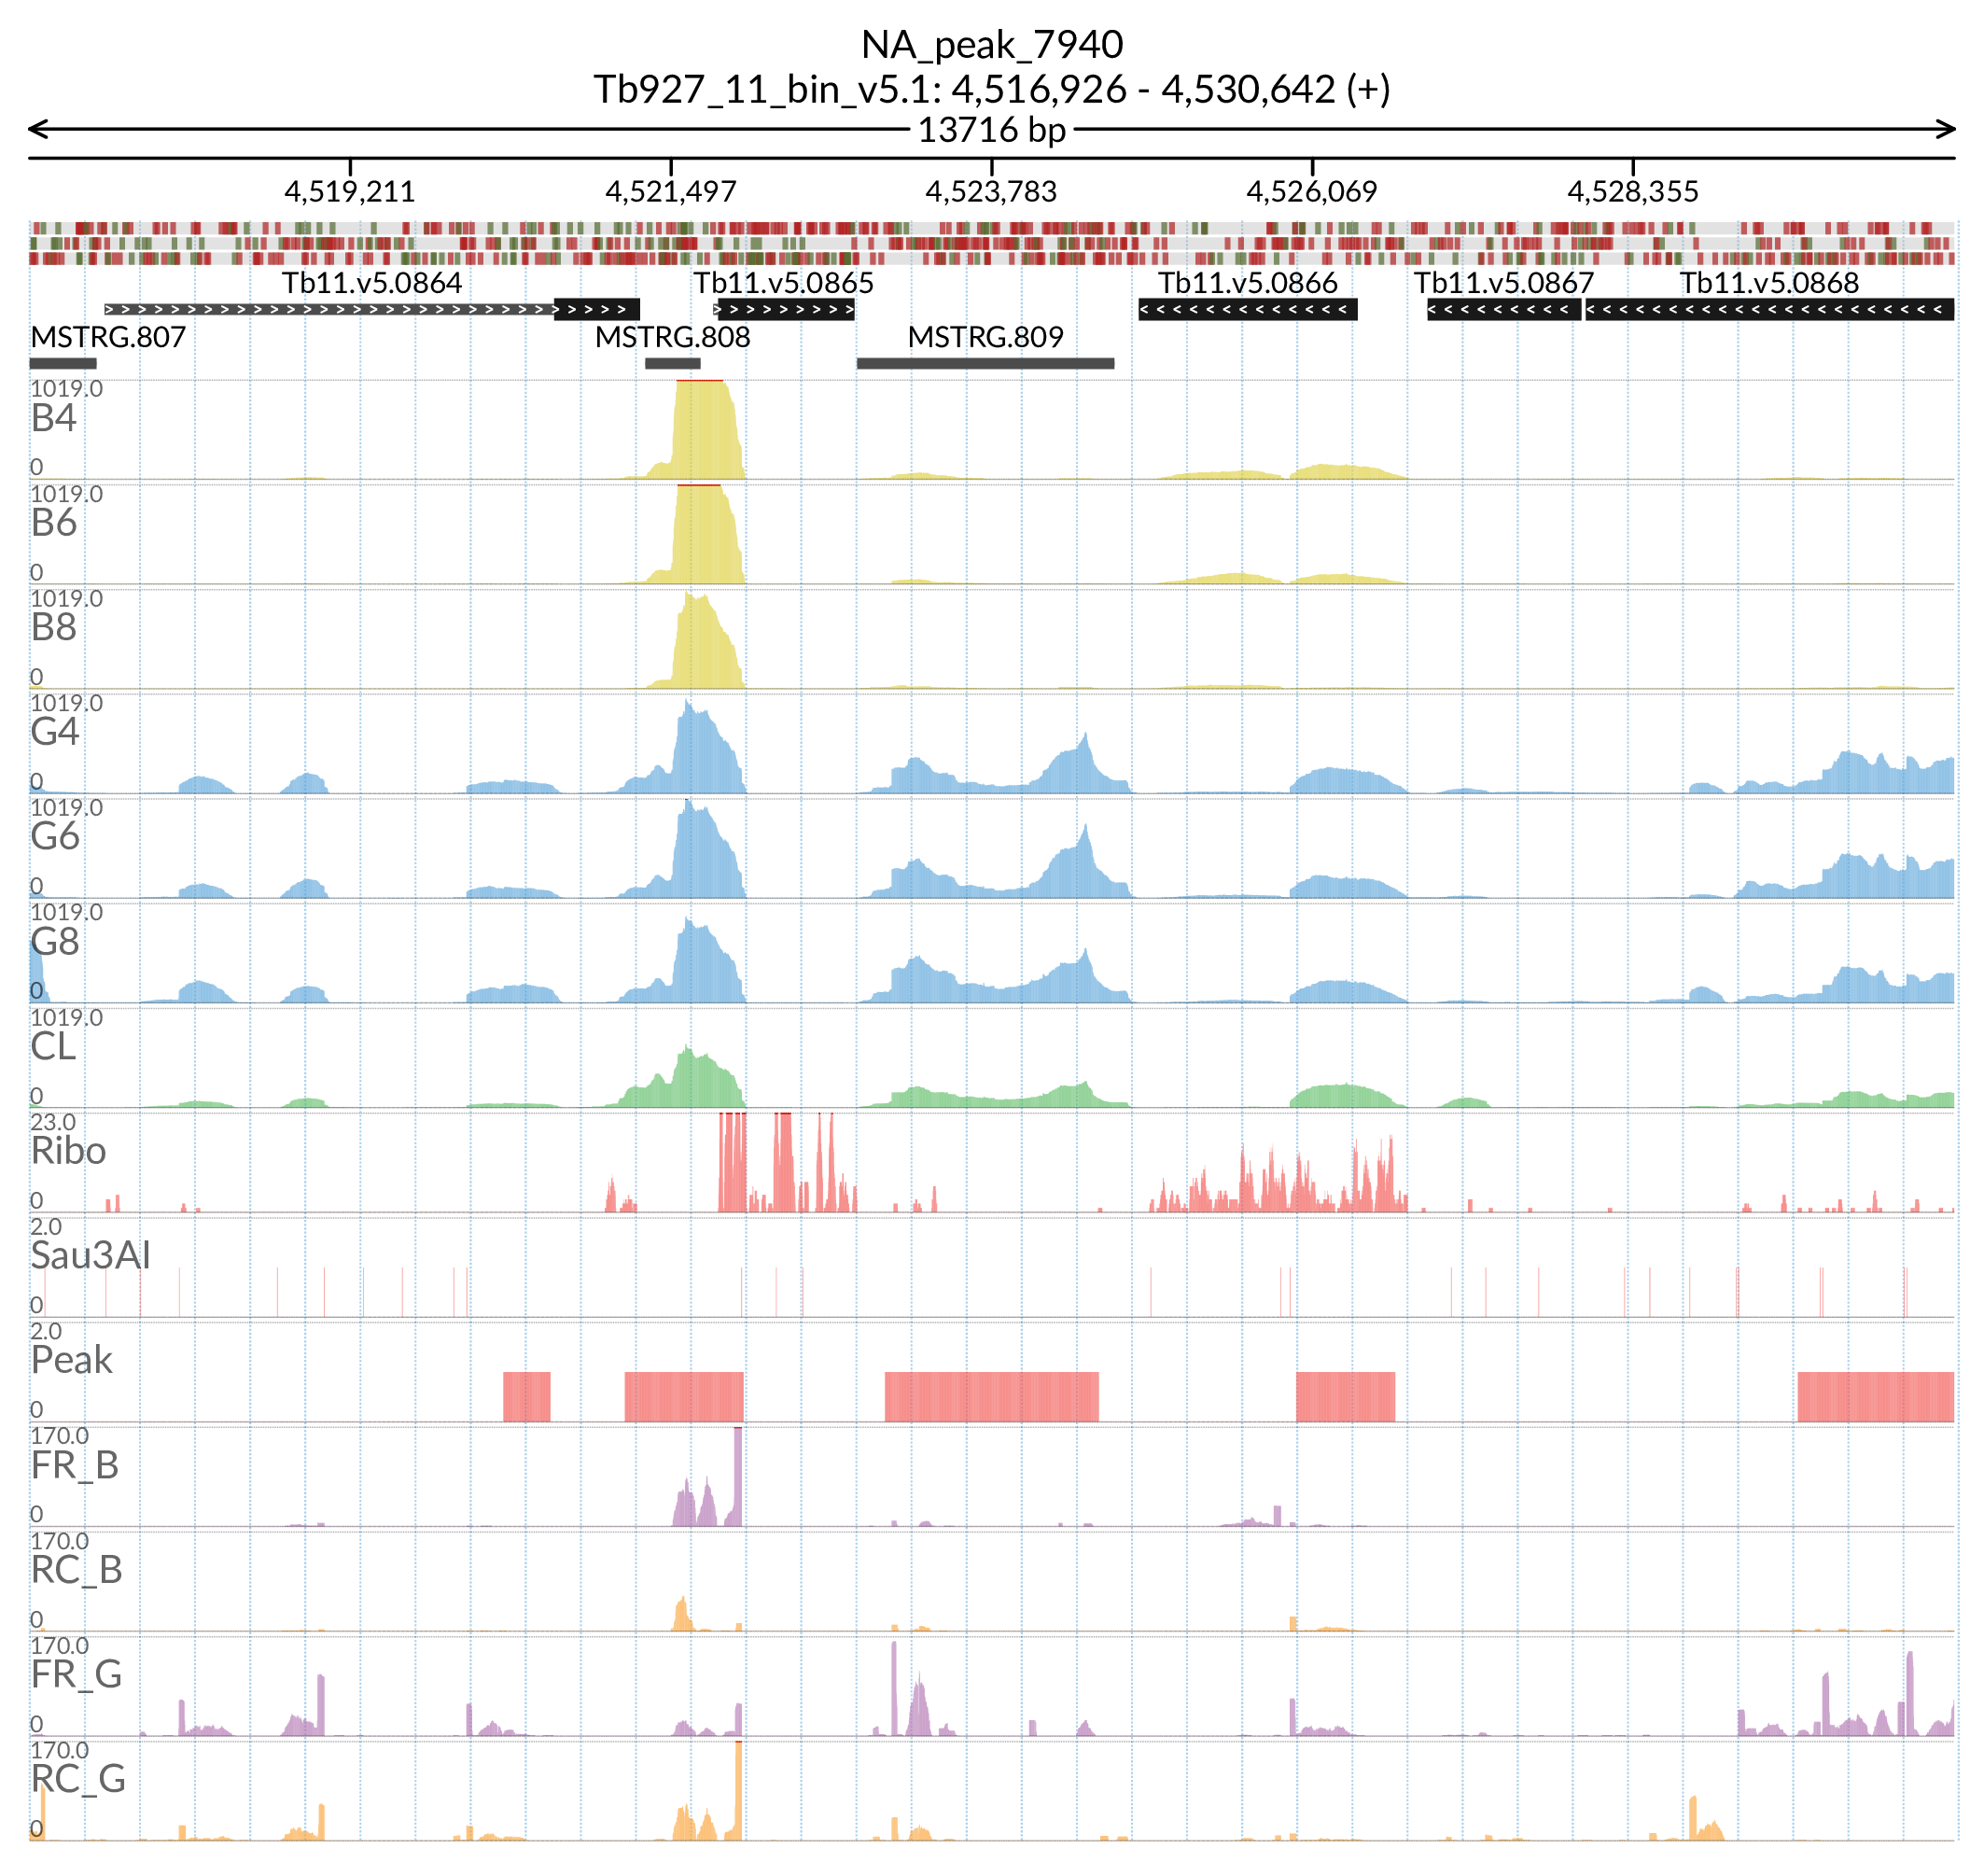 NA_peak_7940
Tb927_11_bin_v5.1: 4,516,926 - 4,530,642 (+)
13716 bp
4,519,211 4,521,497 4,523,783 4,526,069 4,528,355
Tb11.v5.0864 Tb11.v5.0865 Tb11.v5.0866 Tb11.v5.0867 Tb11.v5.0868
MSTRG.807 MSTRG.808 MSTRG.809
1019.0
B4
0
1019.0
B6
0
1019.0
B8
0
1019.0
G4
0
1019.0
G6
0
1019.0
G8
0
1019.0
CL
0
23.0
Ribo
0
2.0
Sau3AI
0
2.0
Peak
0
170.0
FR_B
0
170.0
RC_B
0
170.0
FR_G
0
170.0
RC_G
0